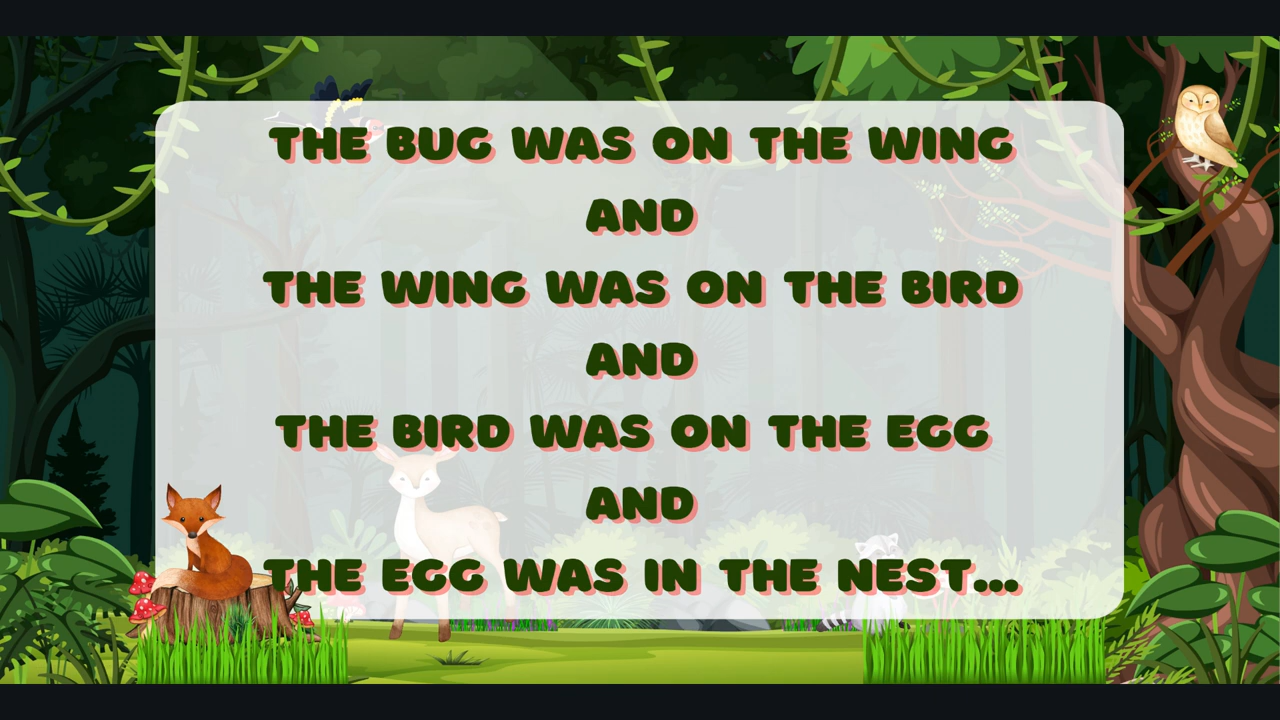 THE BUG WAS ON THE WING
AND
THE WING WAS ON THE BIRD
AND
THE BIRD WAS ON THE EGG
AND
THE EGG WAS IN THE NEST...